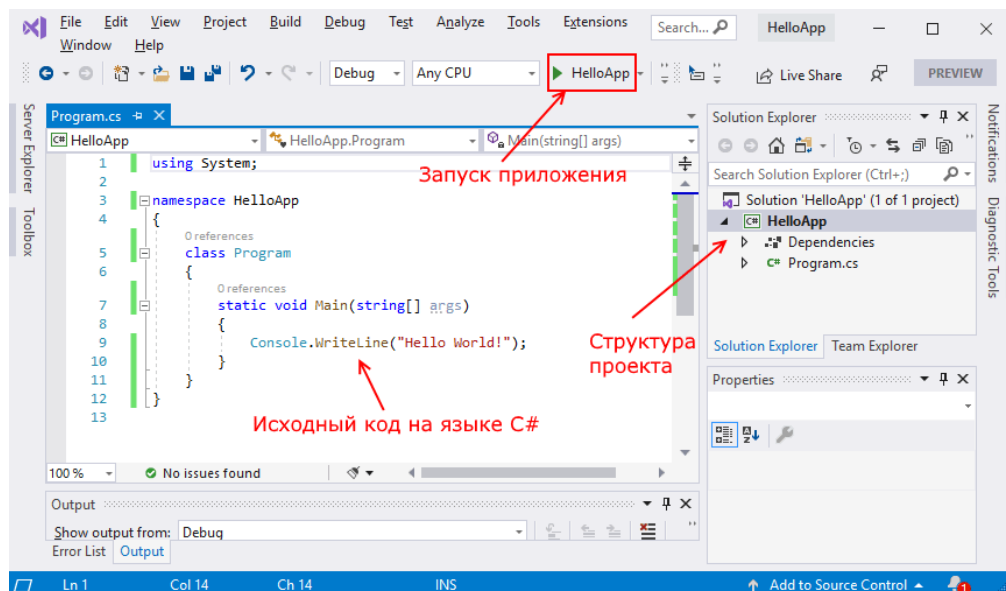 File Edit View Project Build Debug Test Analyze Tools Extensions Search... HelloApp
Window Help
Debug Any CPU HelloApp Live Share PREVIEW
Server Explorer
Toolbox
Program.cs
HelloApp HelloApp.Program Main(string[] args)
Запуск приложения
1 using System;
2
3 namespace HelloApp
4 {
0 references
5 class Program
6 {
0 references
7 static void Main(string[] args)
8 {
9 Console.WriteLine("Hello World!");
10 }
11 }
12 }
13
Исходный код на языке C#
Структура
проекта
100 % No issues found
Output
Show output from: Debug
Error List Output
Solution Explorer
Search Solution Explorer (Ctrl+;)
Solution 'HelloApp' (1 of 1 project)
C# HelloApp
Dependencies
C# Program.cs
Solution Explorer Team Explorer
Properties
Notifications
Diagnostic Tools
Ln 1 Col 14 Ch 14 INS Add to Source Control 1